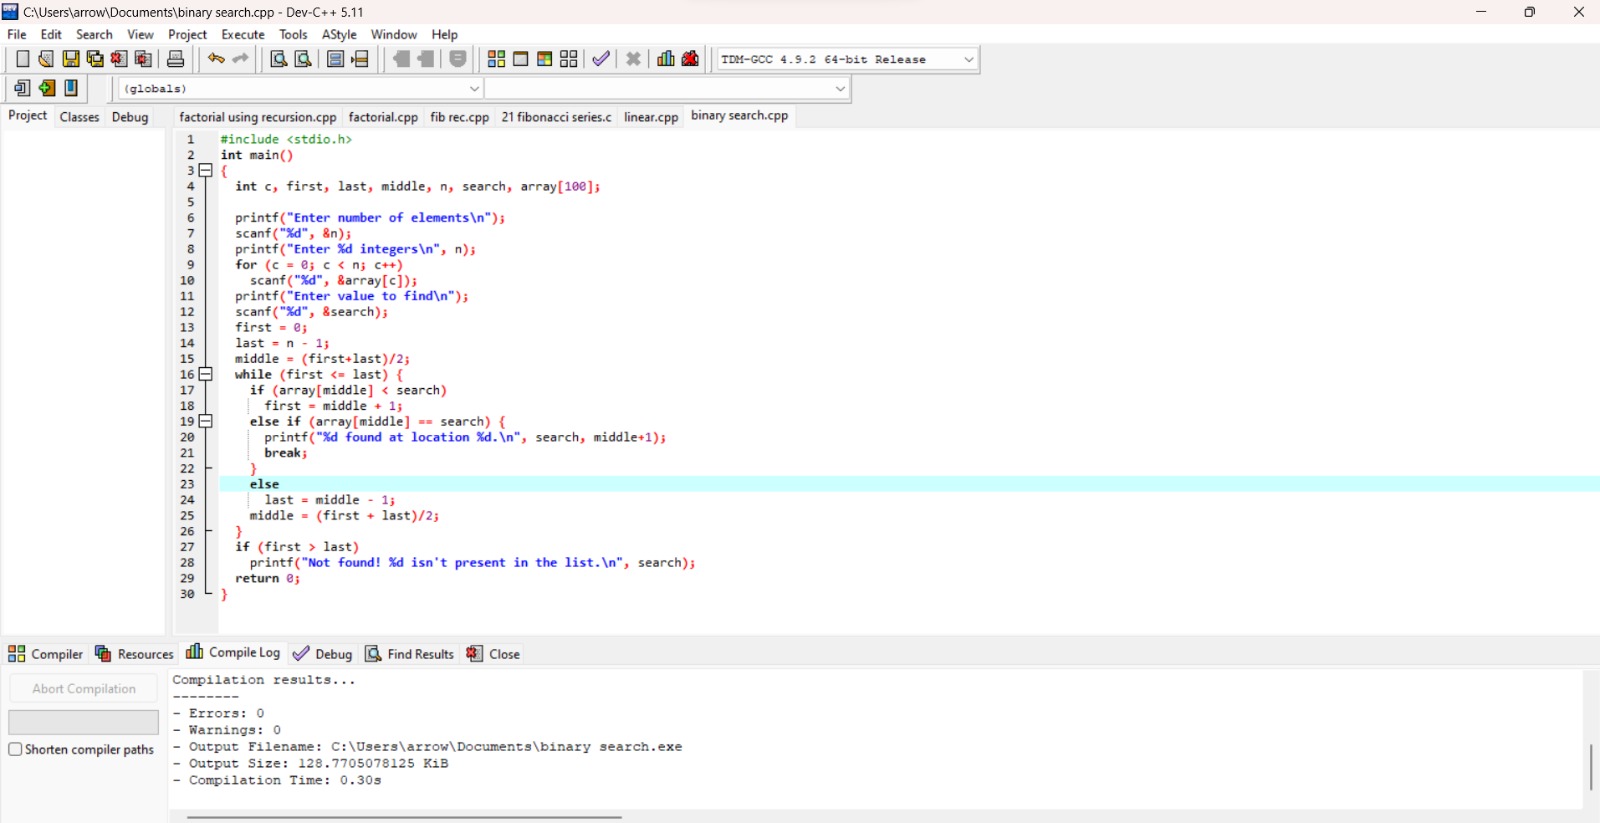 C:\Users\arrow\Documents\binary search.cpp - Dev-C++ 5.11
File Edit Search View Project Execute Tools AStyle Window Help
TDM-GCC 4.9.2 64-bit Release
(globals)
Project Classes Debug factorial using recursion.cpp factorial.cpp fib rec.cpp 21 fibonacci series.c linear.cpp binary search.cpp
1 #include <stdio.h>
2 int main()
3 {
4 int c, first, last, middle, n, search, array[100];
5
6 printf("Enter number of elements\n");
7 scanf("%d", &n);
8 printf("Enter %d integers\n", n);
9 for (c = 0; c < n; c++)
10 scanf("%d", &array[c]);
11 printf("Enter value to find\n");
12 scanf("%d", &search);
13 first = 0;
14 last = n - 1;
15 middle = (first+last)/2;
16 while (first <= last) {
17 if (array[middle] < search)
18 first = middle + 1;
19 else if (array[middle] == search) {
20 printf("%d found at location %d.\n", search, middle+1);
21 break;
22 }
23 else
24 last = middle - 1;
25 middle = (first + last)/2;
26 }
27 if (first > last)
28 printf("Not found! %d isn't present in the list.\n", search);
29 return 0;
30 }
Compiler Resources Compile Log Debug Find Results Close
Abort Compilation
Shorten compiler paths
Compilation results...
--------
- Errors: 0
- Warnings: 0
- Output Filename: C:\Users\arrow\Documents\binary search.exe
- Output Size: 128.7705078125 KiB
- Compilation Time: 0.30s